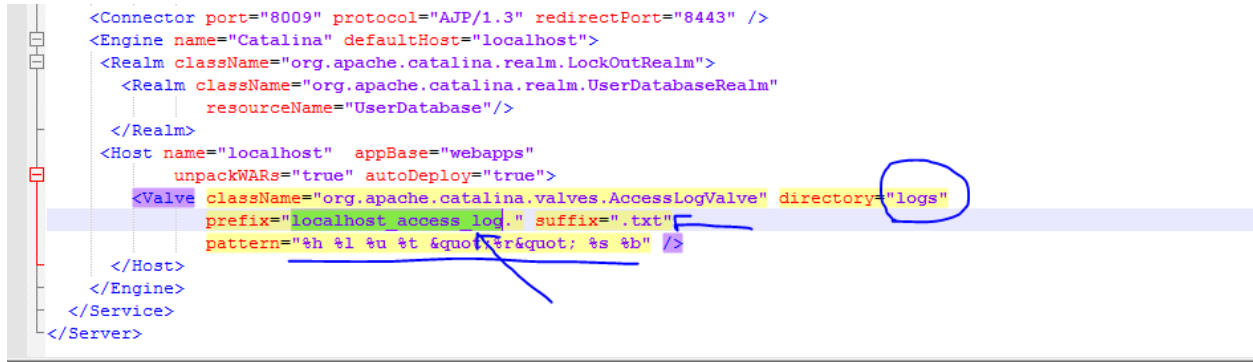 <Connector port="8009" protocol="AJP/1.3" redirectPort="8443" />
<Engine name="Catalina" defaultHost="localhost">
<Realm className="org.apache.catalina.realm.LockOutRealm">
<Realm className="org.apache.catalina.realm.UserDatabaseRealm"
resourceName="UserDatabase"/>
</Realm>
<Host name="localhost" appBase="webapps"
unpackWARs="true" autoDeploy="true">
<Valve className="org.apache.catalina.valves.AccessLogValve" directory="logs"
prefix="localhost_access_log." suffix=".txt"
pattern="%h %l %u %t &quot;%r&quot; %s %b" />
</Host>
</Engine>
</Service>
</Server>